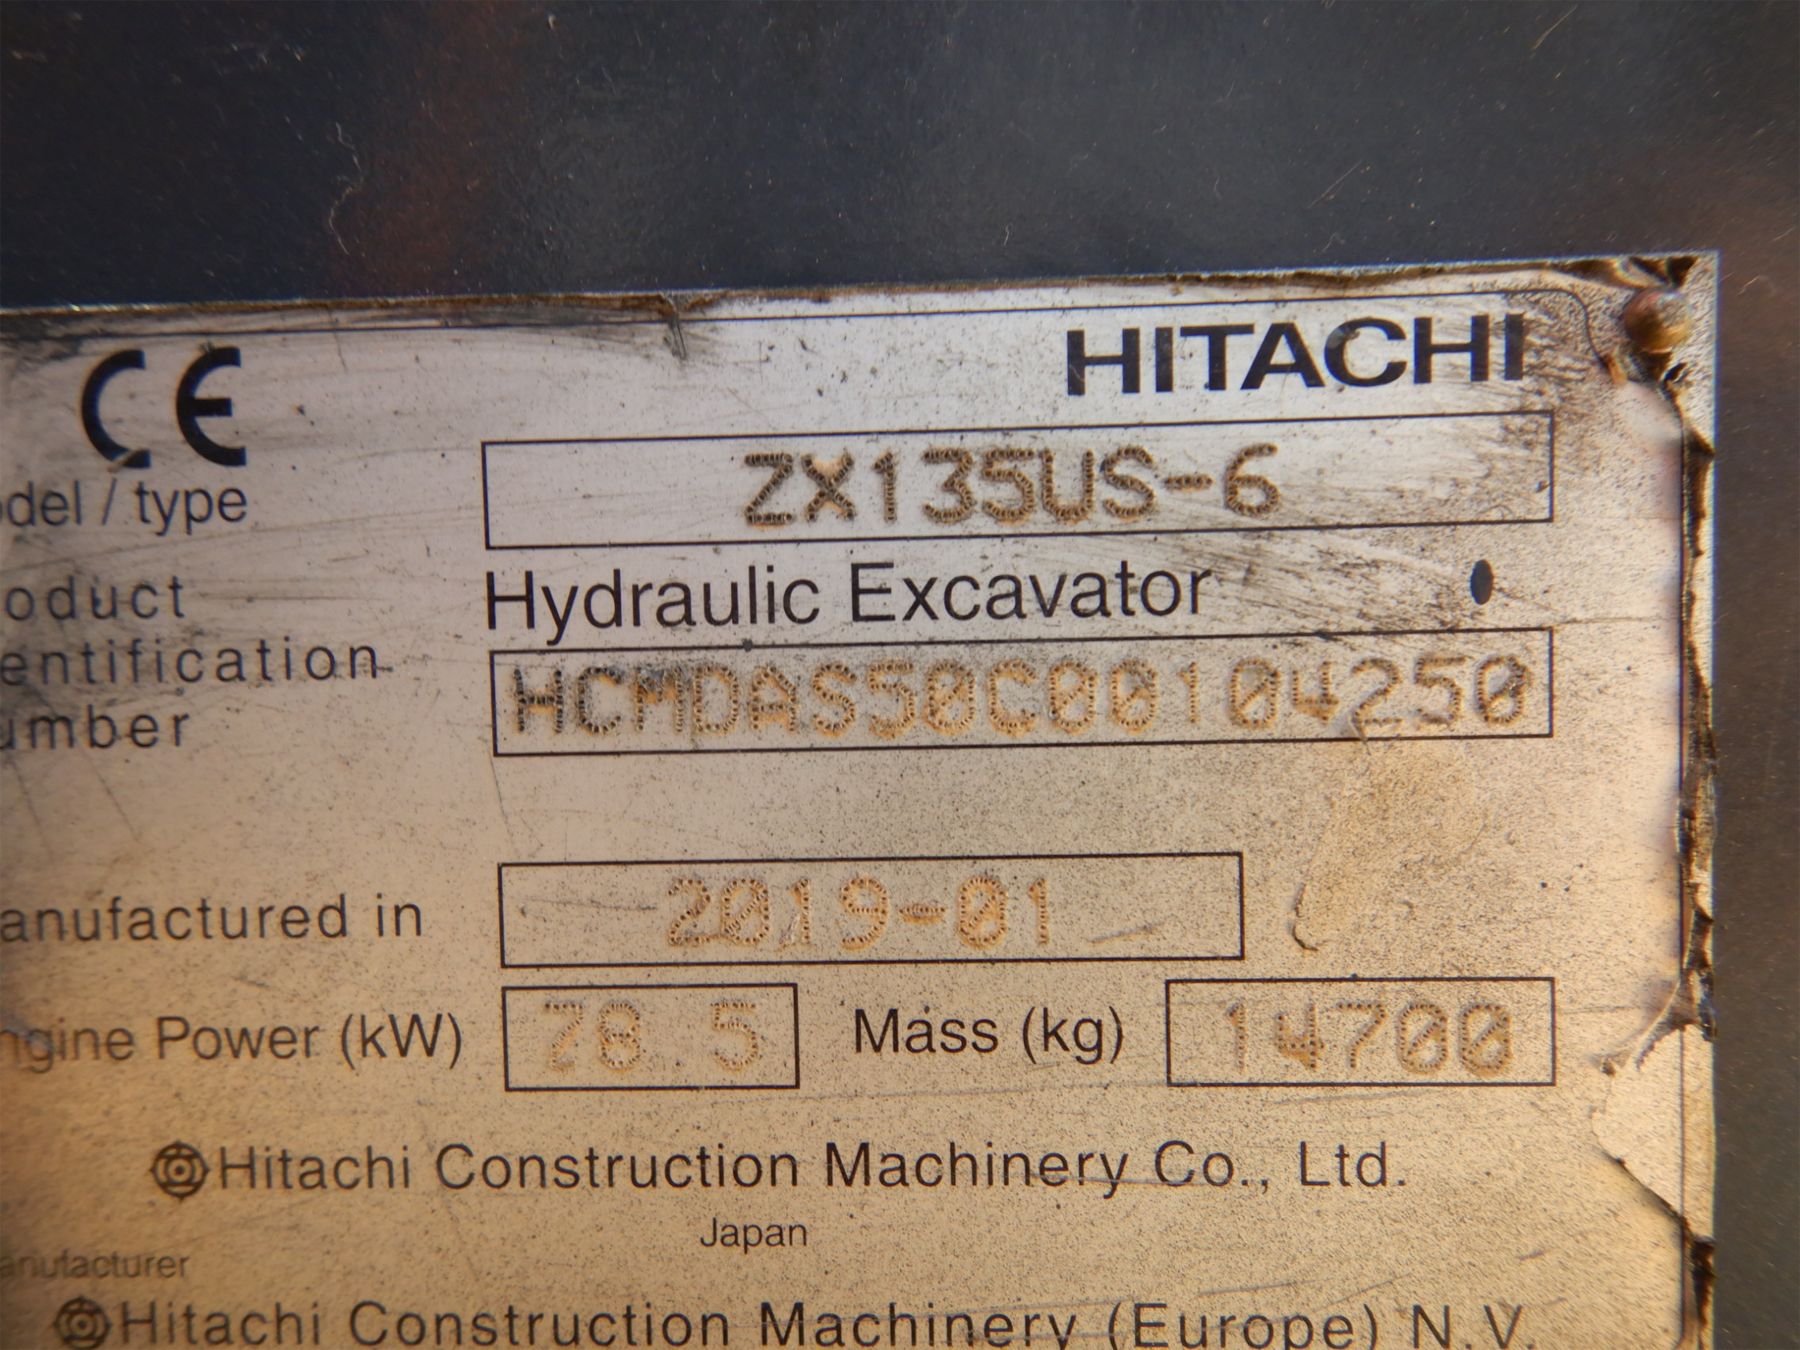 CE HITACHI
odel / type ZX135US-6
oduct Hydraulic Excavator
entification HCMDAS50C00104250
umber
anufactured in 2019-01
ngine Power (kW) 78.5 Mass (kg) 14700
Hitachi Construction Machinery Co., Ltd.
Japan
anufacturer
Hitachi Construction Machinery (Europe) N.V.